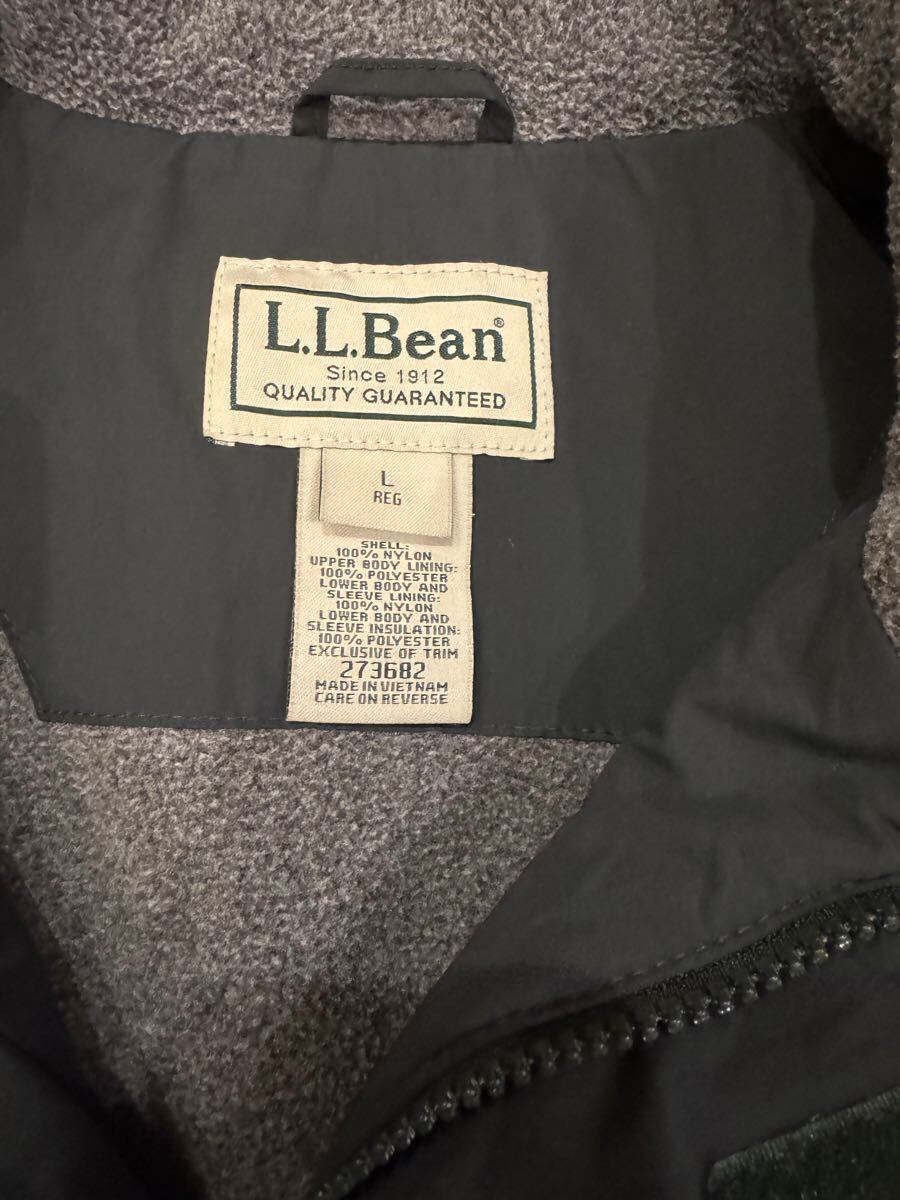 L.L.Bean®
Since 1912
QUALITY GUARANTEED
L
REG
SHELL:
100% NYLON
UPPER BODY LINING:
100% POLYESTER
LOWER BODY AND
SLEEVE LINING:
100% NYLON
LOWER BODY AND
SLEEVE INSULATION:
100% POLYESTER
EXCLUSIVE OF TRIM
273682
MADE IN VIETNAM
CARE ON REVERSE